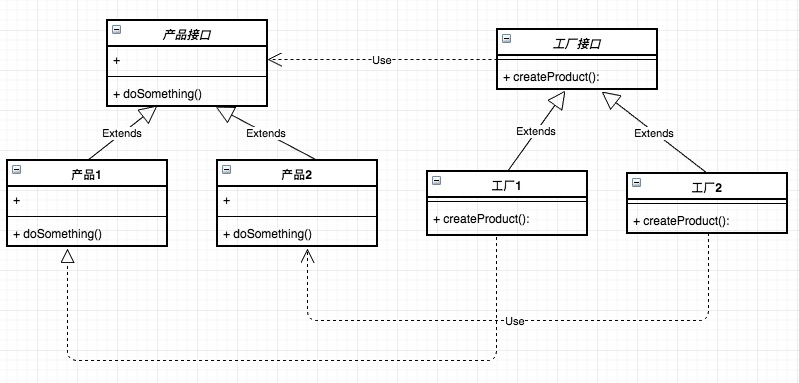 产品接口
+
+ doSomething()
Use
工厂接口
+ createProduct():
Extends
Extends
Extends
Extends
产品1
+
+ doSomething()
产品2
+
+ doSomething()
工厂1
+ createProduct():
工厂2
+ createProduct():
Use